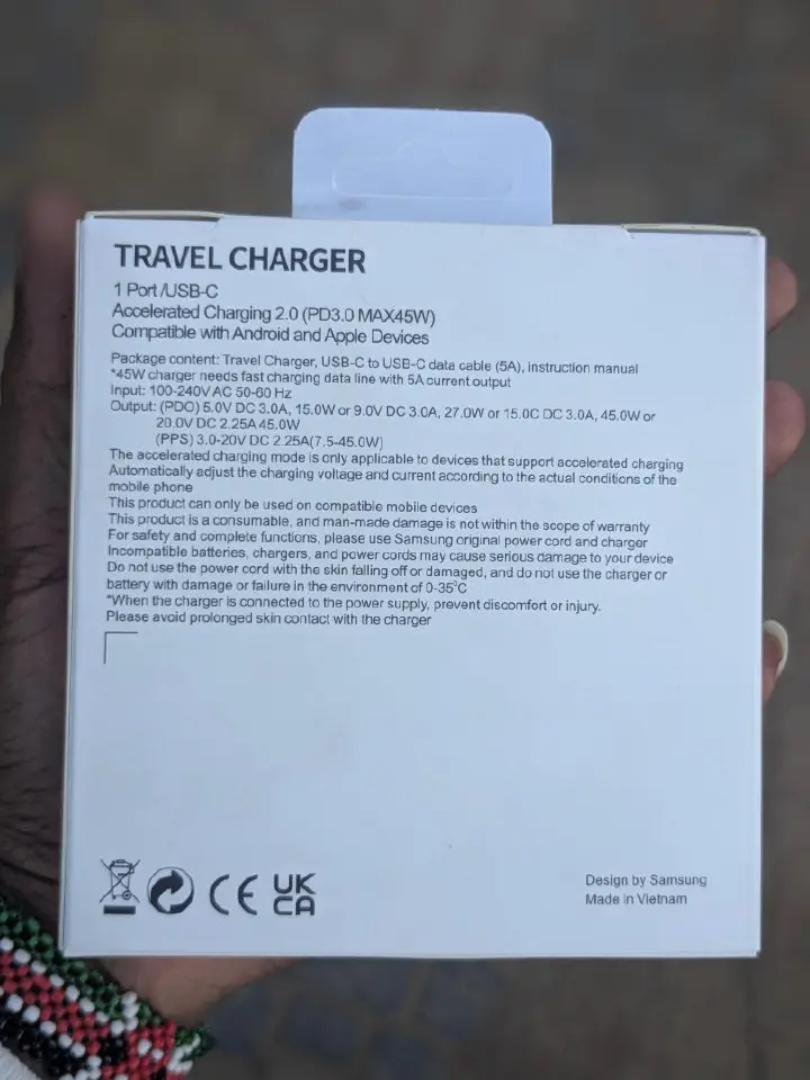 TRAVEL CHARGER
1 Port/USB-C
Accelerated Charging 2.0 (PD3.0 MAX45W)
Compatible with Android and Apple Devices
Package content: Travel Charger, USB-C to USB-C data cable (5A), instruction manual
*45W charger needs fast charging data line with 5A current output
Input: 100-240V AC 50-60 Hz
Output: (PDO) 5.0V DC 3.0A, 15.0W or 9.0V DC 3.0A, 27.0W or 15.0C DC 3.0A, 45.0W or
20.0V DC 2.25A 45.0W
(PPS) 3.0-20V DC 2.25A(7.5-45.0W)
The accelerated charging mode is only applicable to devices that support accelerated charging
Automatically adjust the charging voltage and current according to the actual conditions of the
mobile phone
This product can only be used on compatible mobile devices
This product is a consumable, and man-made damage is not within the scope of warranty
For safety and complete functions, please use Samsung original power cord and charger
Incompatible batteries, chargers, and power cords may cause serious damage to your device
Do not use the power cord with the skin falling off or damaged, and do not use the charger or
battery with damage or failure in the environment of 0-35°C
*When the charger is connected to the power supply, prevent discomfort or injury.
Please avoid prolonged skin contact with the charger
CE
UK
CA
Design by Samsung
Made in Vietnam